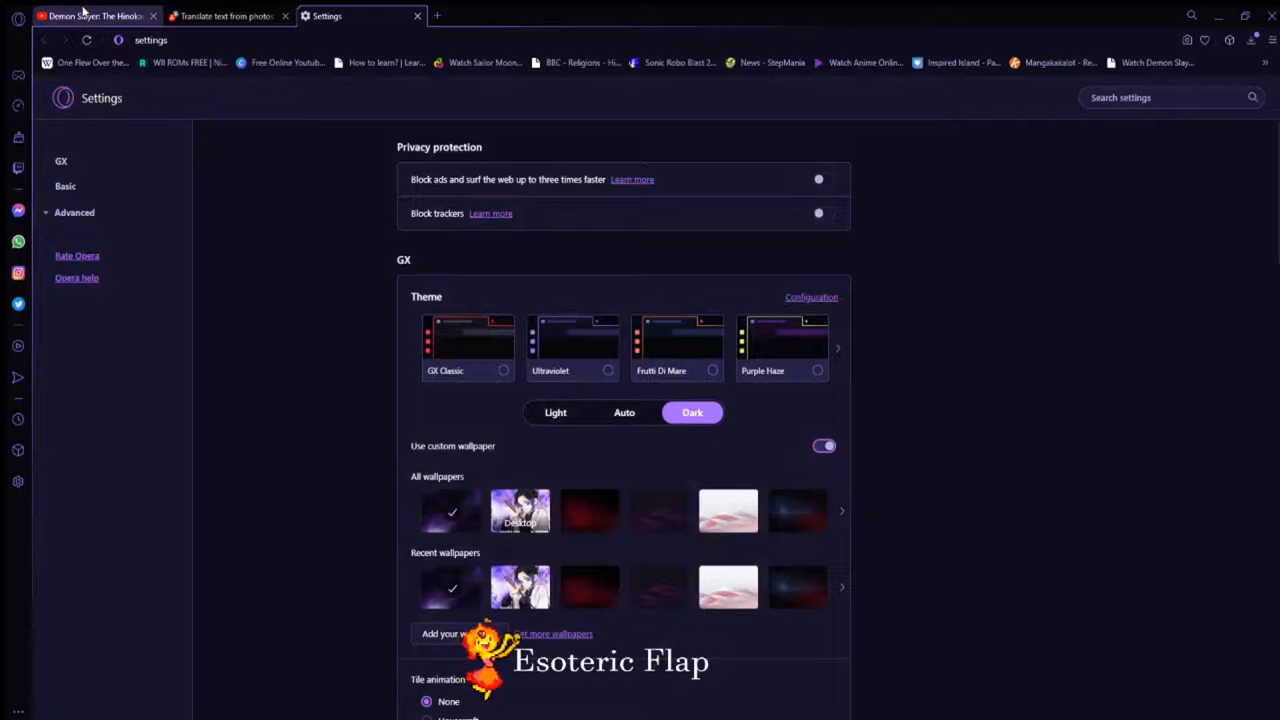 Demon Slayer: The Hinoka
Translate text from photos
Settings
settings
One Flew Over the...
WII ROMs FREE | Ni...
Free Online Youtub...
How to learn? | Lear...
Watch Sailor Moon...
BBC - Religions - Hi...
Sonic Robo Blast 2...
News - StepMania
Watch Anime Onlin...
Inspired Island - Pa...
Mangakakalot - Re...
Watch Demon Slay...
Settings
Search settings
GX
Basic
Advanced
Rate Opera
Opera help
Privacy protection
Block ads and surf the web up to three times faster Learn more
Block trackers Learn more
GX
Theme
Configuration
GX Classic
Ultraviolet
Frutti Di Mare
Purple Haze
Light
Auto
Dark
Use custom wallpaper
All wallpapers
Desktop
Recent wallpapers
Add your
Get more wallpapers
Esoteric Flap
Tile animation
None